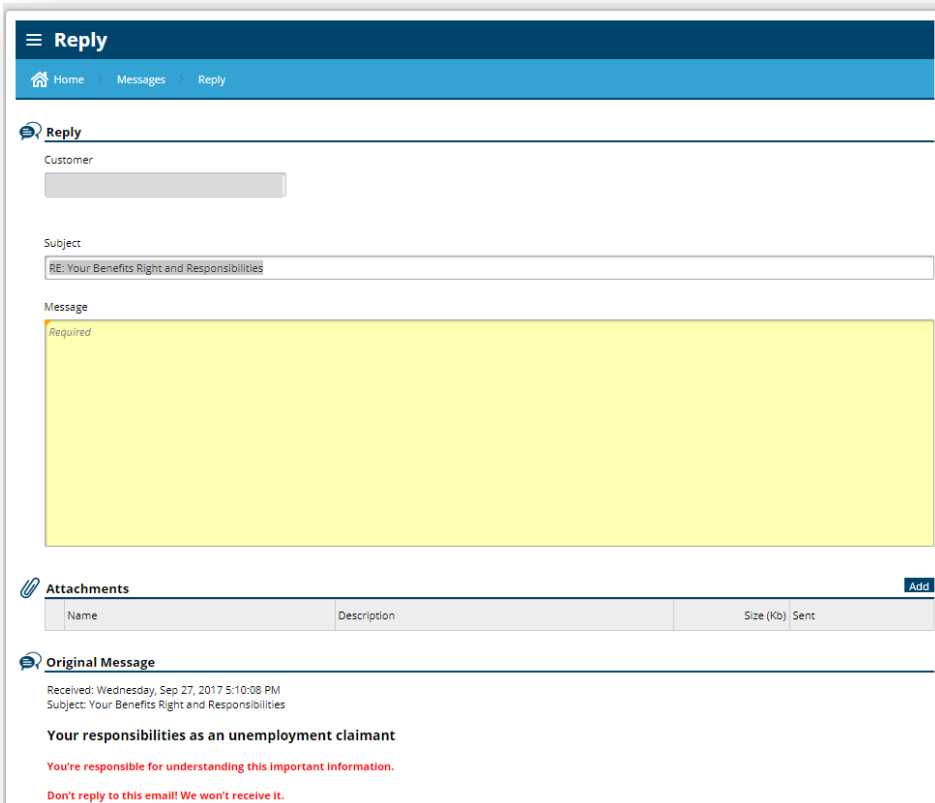 Reply
Home Messages Reply
Reply
Customer
Subject
RE: Your Benefits Right and Responsibilities
Message
Required
Attachments
Add
Name Description Size (Kb) Sent
Original Message
Received: Wednesday, Sep 27, 2017 5:10:08 PM
Subject: Your Benefits Right and Responsibilities
Your responsibilities as an unemployment claimant
You're responsible for understanding this important information.
Don't reply to this email! We won't receive it.